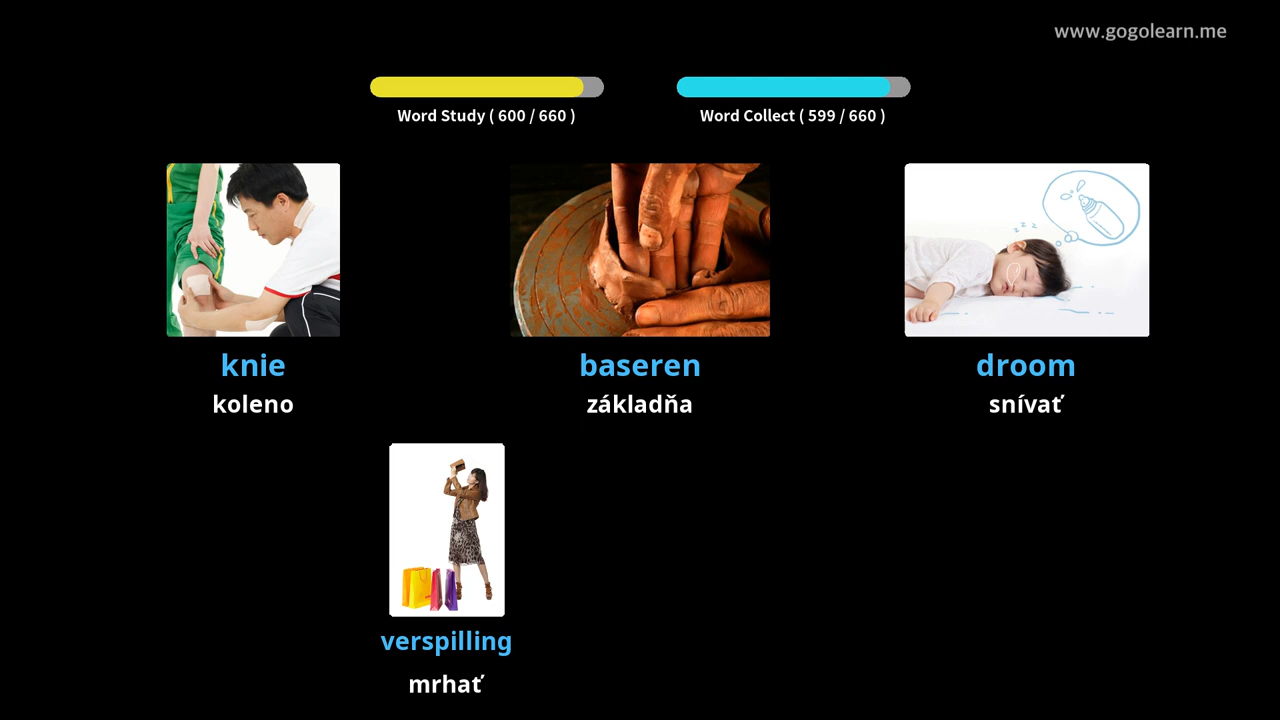 www.gogolearn.me
Word Study ( 600 / 660 )
Word Collect ( 599 / 660 )
knie
koleno
baseren
základňa
droom
snívať
verspilling
mrhať